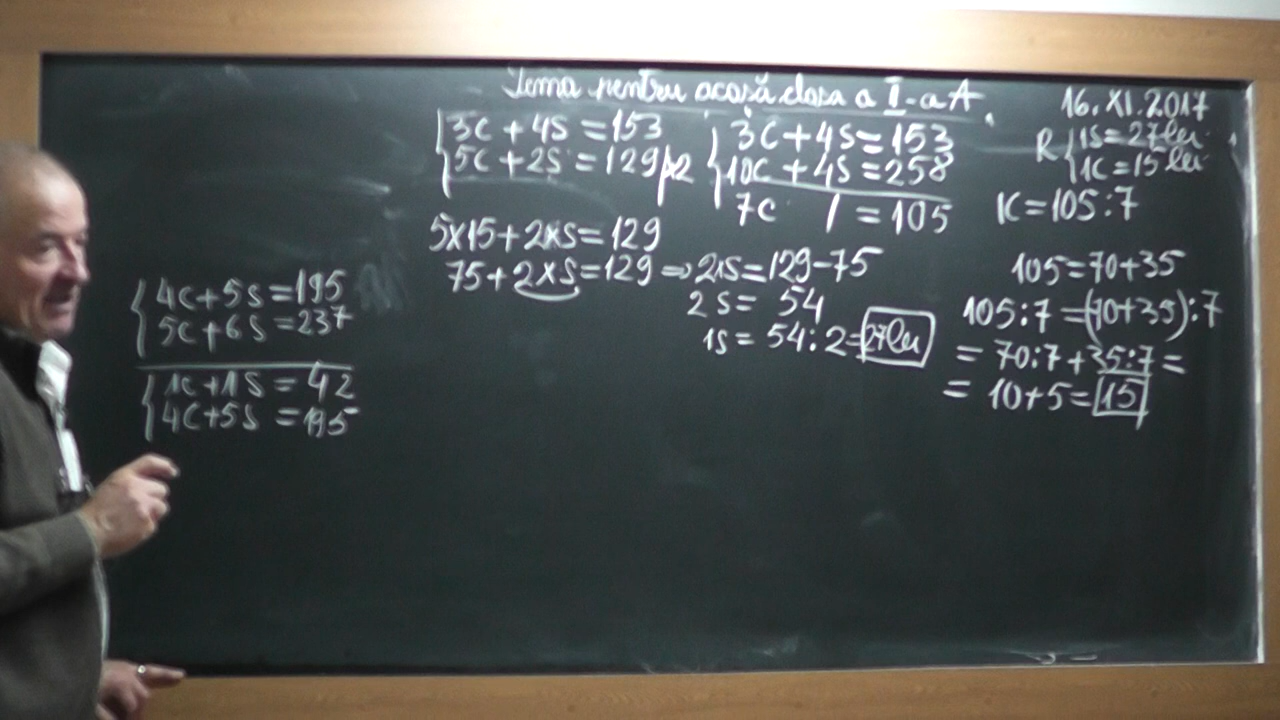 Tema pentru acasă clasa a I-a A
16.XI.2017
3C + 4S = 153
5C + 2S = 129 | x2
3C + 4S = 153
10C + 4S = 258
7C / = 105
R 1S = 27 lei
1C = 15 lei
1C = 105:7
5x15 + 2xS = 129
75 + 2xS = 129 => 2S = 129-75
2S = 54
1S = 54:2 = 27 lei
105 = 70+35
105:7 = (70+35):7
= 70:7 + 35:7 =
= 10+5 = 15
4C+5S = 195
5C+6S = 237
1C+1S = 42
4C+5S = 195